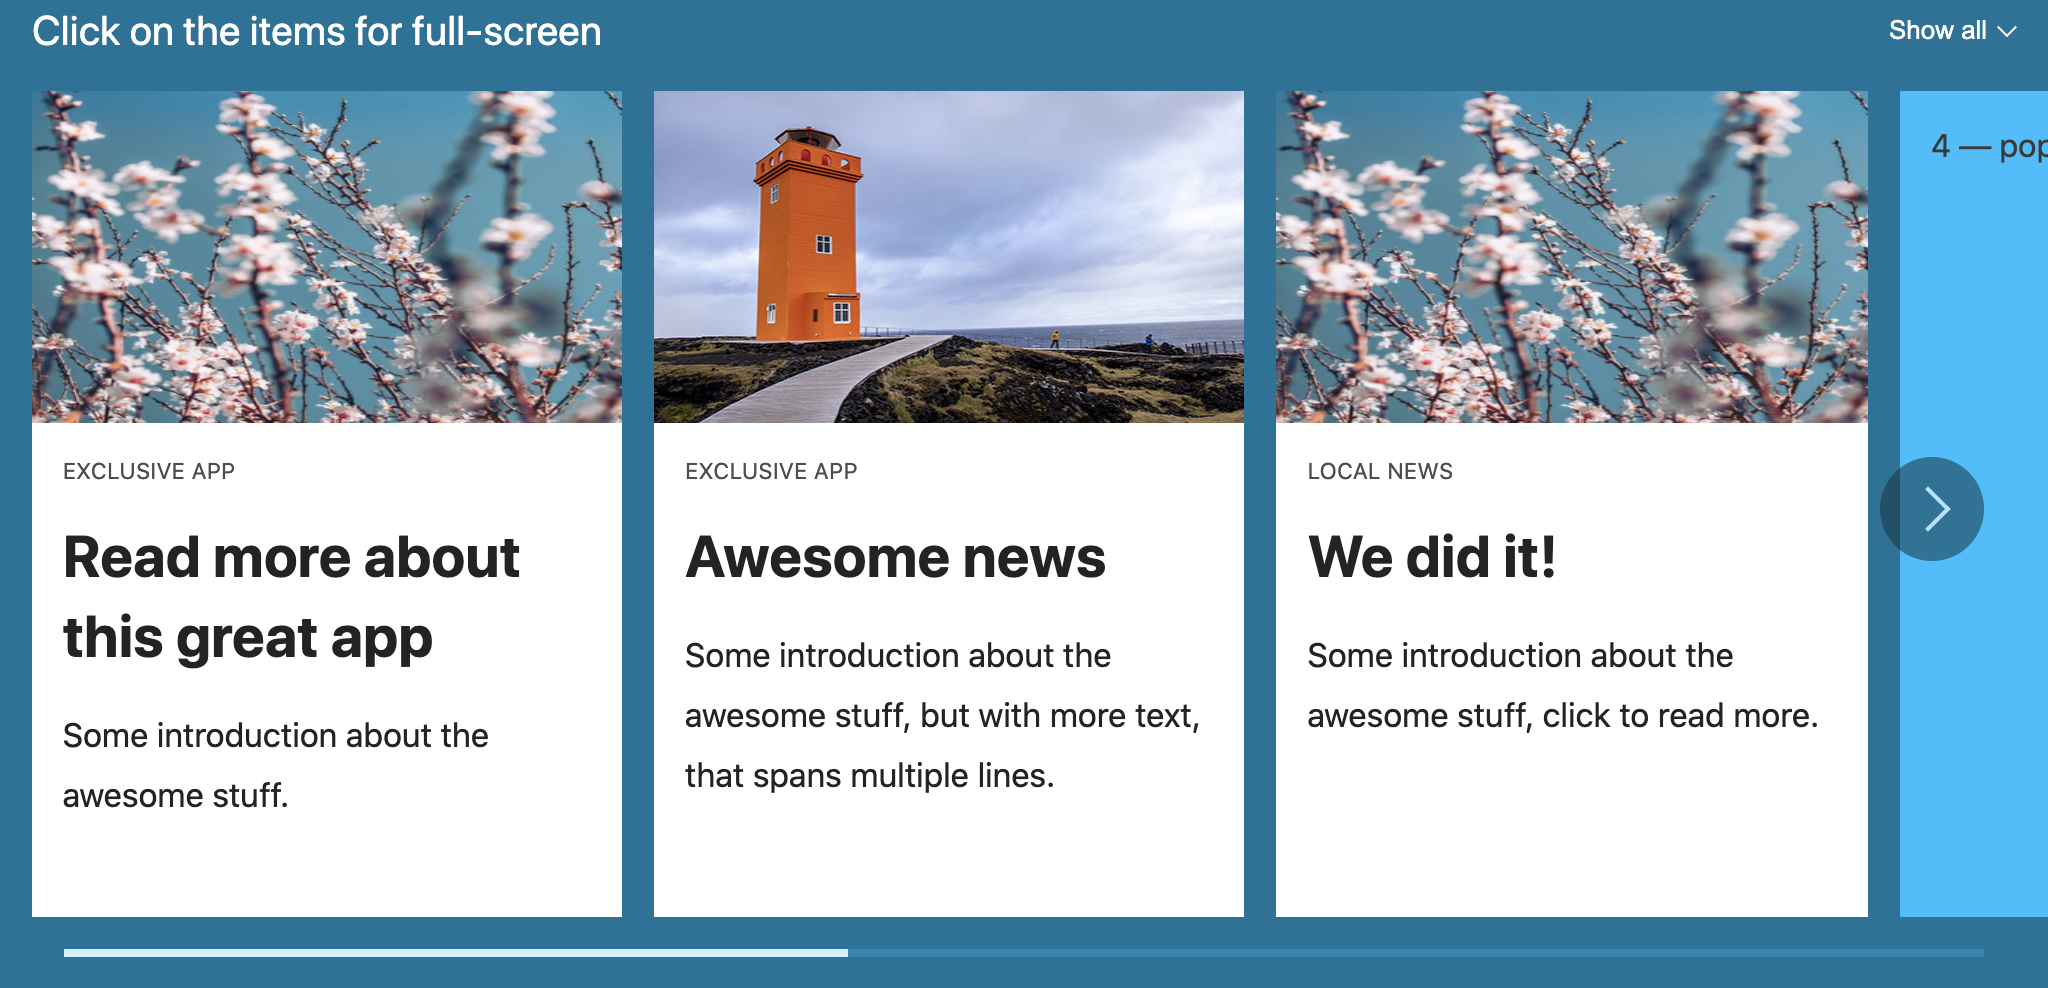 Click on the items for full-screen
Show all
EXCLUSIVE APP
Read more about
this great app
Some introduction about the
awesome stuff.
EXCLUSIVE APP
Awesome news
Some introduction about the
awesome stuff, but with more text,
that spans multiple lines.
LOCAL NEWS
We did it!
Some introduction about the
awesome stuff, click to read more.
4 —